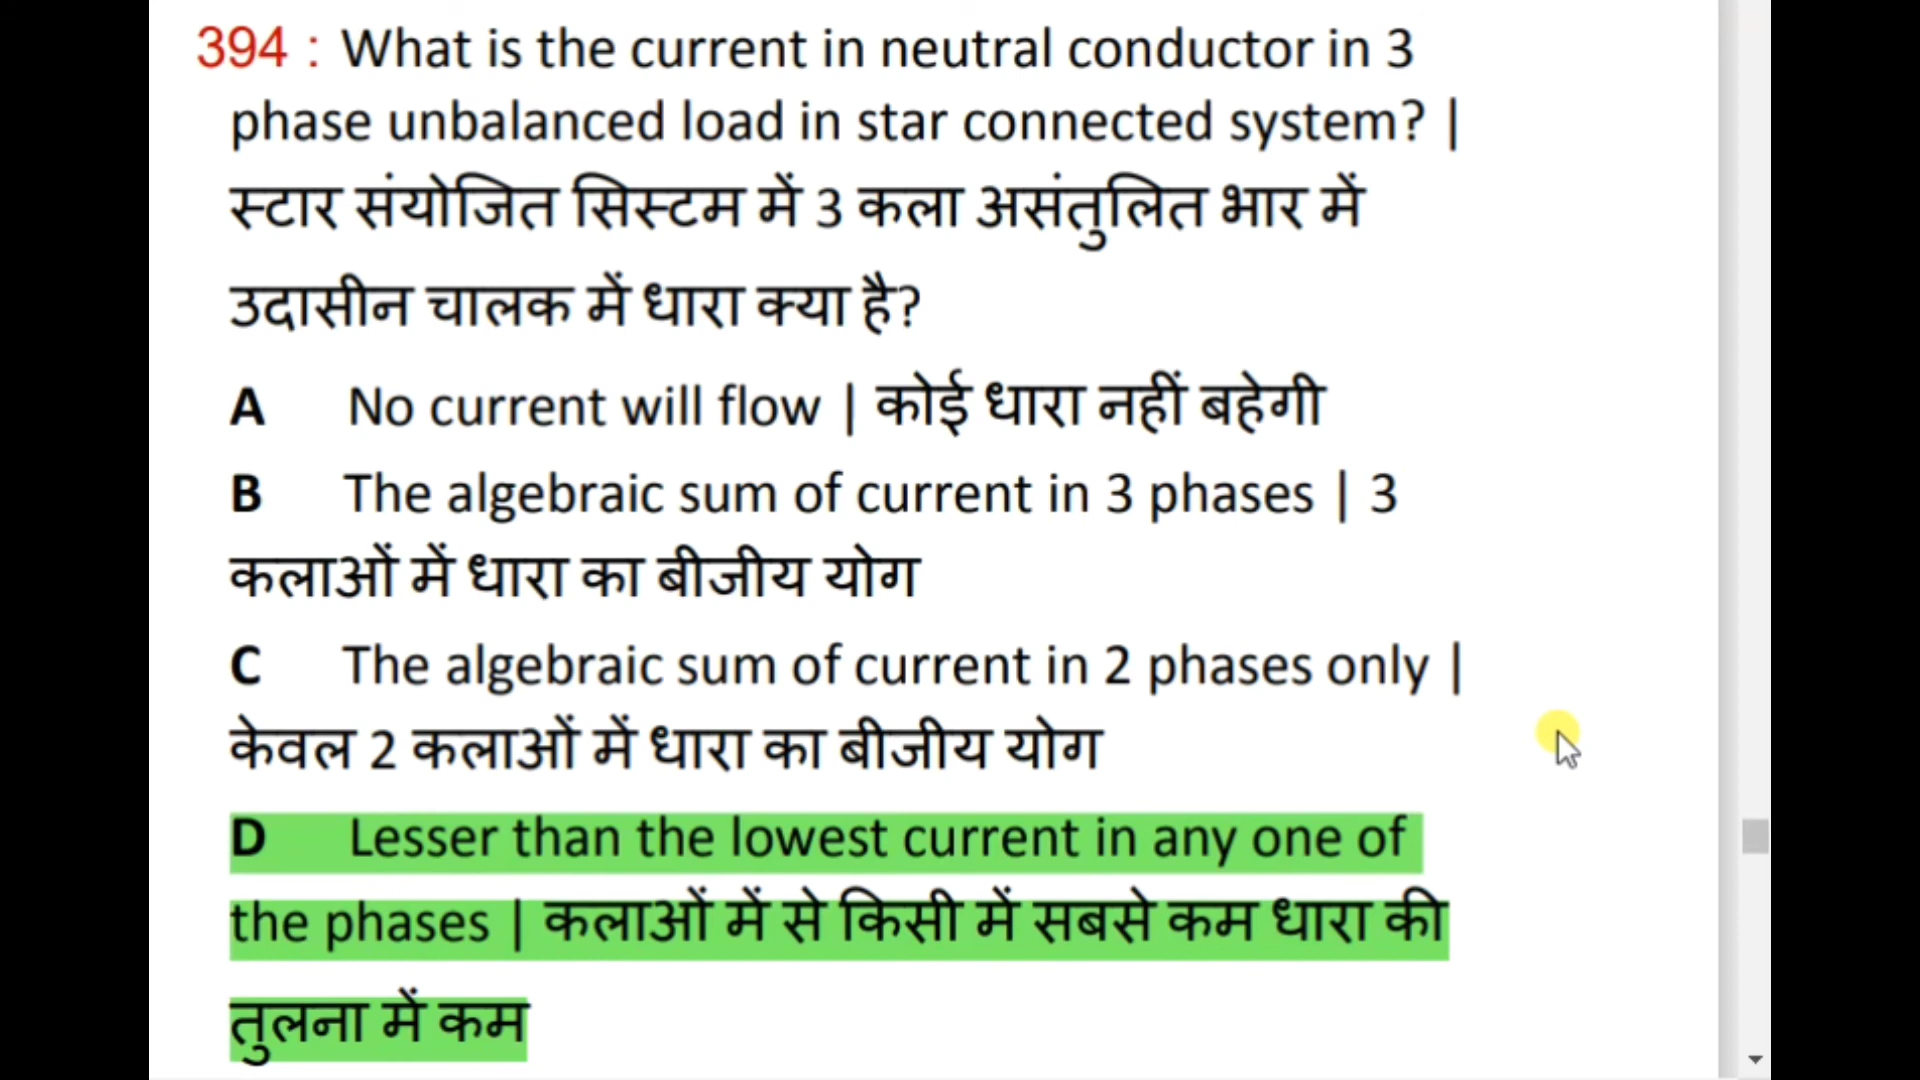 394 : What is the current in neutral conductor in 3
phase unbalanced load in star connected system? |
स्टार संयोजित सिस्टम में 3 कला असंतुलित भार में
उदासीन चालक में धारा क्या है?
A No current will flow | कोई धारा नहीं बहेगी
B The algebraic sum of current in 3 phases | 3
कलाओं में धारा का बीजीय योग
C The algebraic sum of current in 2 phases only |
केवल 2 कलाओं में धारा का बीजीय योग
D Lesser than the lowest current in any one of
the phases | कलाओं में से किसी में सबसे कम धारा की
तुलना में कम